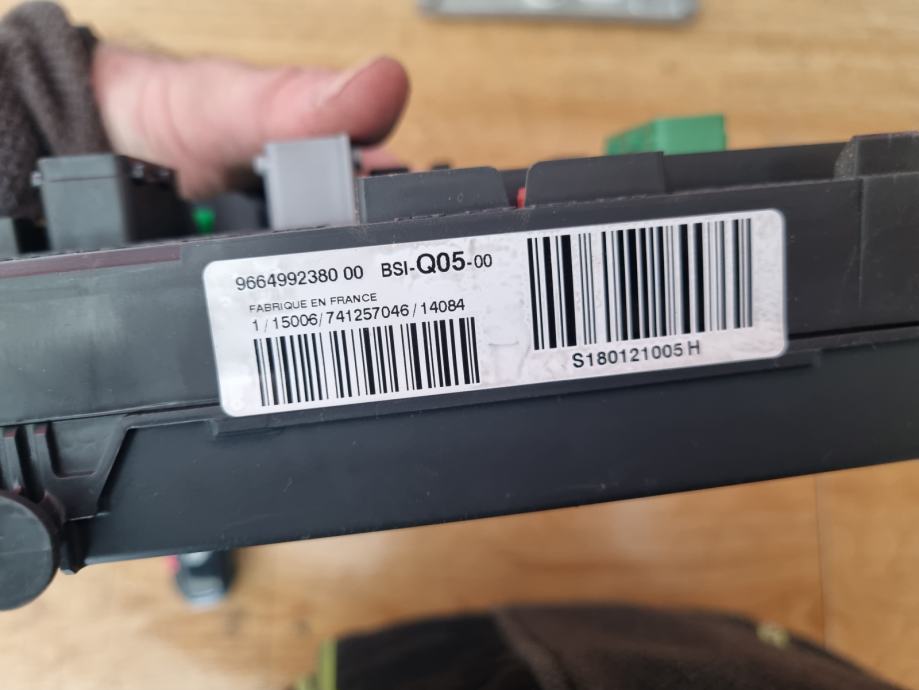 9664992380 00 BSI-Q05-00
FABRIQUE EN FRANCE
1/15006/741257046/14084
S180121005 H